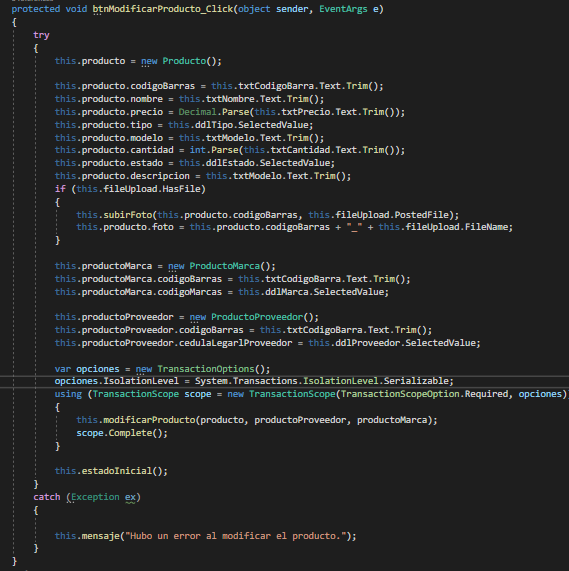 protected void btnModificarProducto_Click(object sender, EventArgs e)
{
try
{
this.producto = new Producto();
this.producto.codigoBarras = this.txtCodigoBarra.Text.Trim();
this.producto.nombre = this.txtNombre.Text.Trim();
this.producto.precio = Decimal.Parse(this.txtPrecio.Text.Trim());
this.producto.tipo = this.ddlTipo.SelectedValue;
this.producto.modelo = this.txtModelo.Text.Trim();
this.producto.cantidad = int.Parse(this.txtCantidad.Text.Trim());
this.producto.estado = this.ddlEstado.SelectedValue;
this.producto.descripcion = this.txtModelo.Text.Trim();
if (this.fileUpload.HasFile)
{
this.subirFoto(this.producto.codigoBarras, this.fileUpload.PostedFile);
this.producto.foto = this.producto.codigoBarras + "_" + this.fileUpload.FileName;
}
this.productoMarca = new ProductoMarca();
this.productoMarca.codigoBarras = this.txtCodigoBarra.Text.Trim();
this.productoMarca.codigoMarcas = this.ddlMarca.SelectedValue;
this.productoProveedor = new ProductoProveedor();
this.productoProveedor.codigoBarras = this.txtCodigoBarra.Text.Trim();
this.productoProveedor.cedulaLegarlProveedor = this.ddlProveedor.SelectedValue;
var opciones = new TransactionOptions();
opciones.IsolationLevel = System.Transactions.IsolationLevel.Serializable;
using (TransactionScope scope = new TransactionScope(TransactionScopeOption.Required, opciones)
{
this.modificarProducto(producto, productoProveedor, productoMarca);
scope.Complete();
}
this.estadoInicial();
}
catch (Exception ex)
{
this.mensaje("Hubo un error al modificar el producto.");
}
}